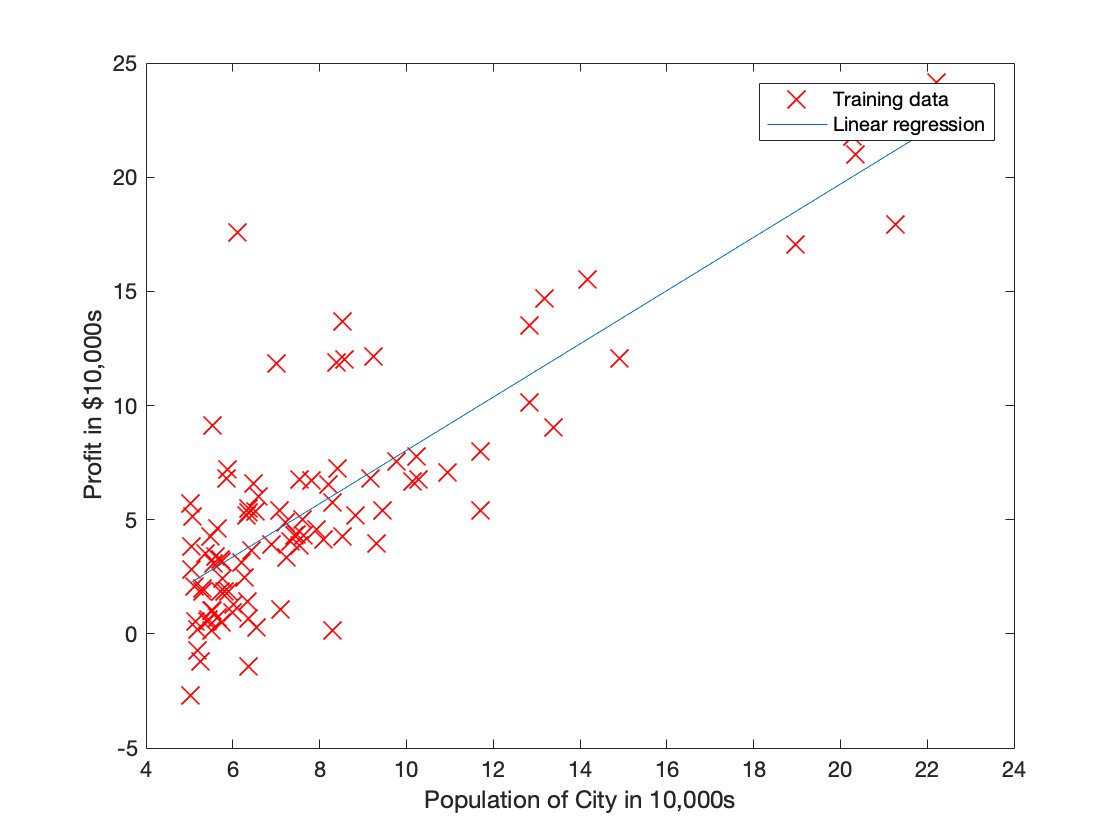 25
20
15
10
5
0
-5
4 6 8 10 12 14 16 18 20 22 24
Profit in $10,000s
Population of City in 10,000s
Training data
Linear regression